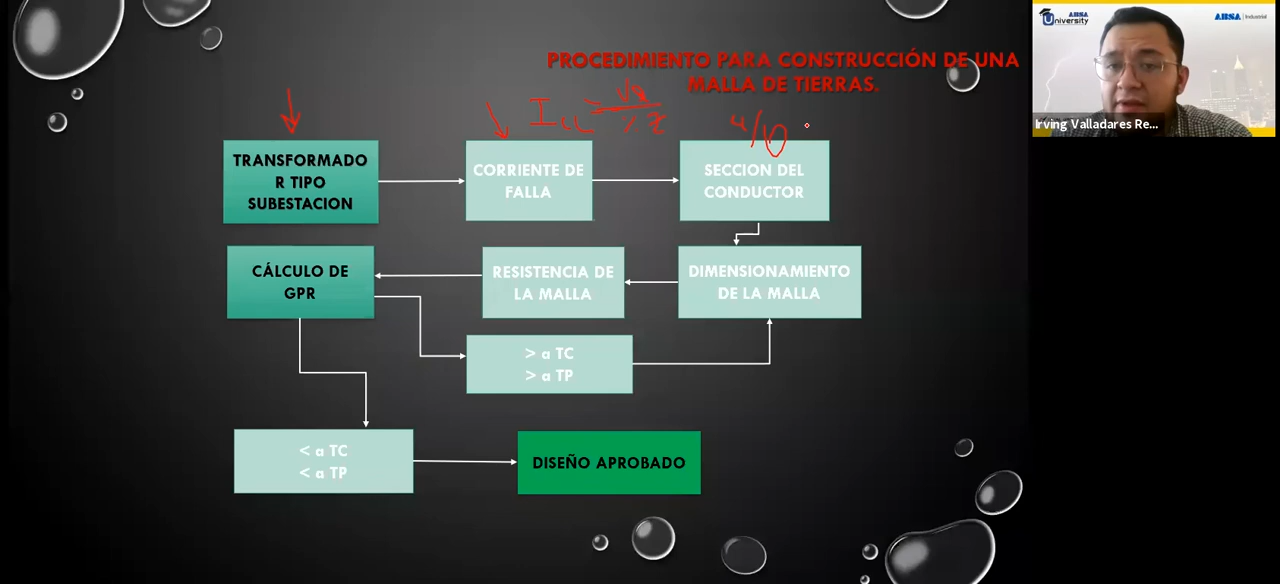 PROCEDIMIENTO PARA CONSTRUCCIÓN DE UNA
MALLA DE TIERRAS.
4/0
TRANSFORMADO
R TIPO
SUBESTACION
CORRIENTE DE
FALLA
SECCION DEL
CONDUCTOR
CÁLCULO DE
GPR
RESISTENCIA DE
LA MALLA
DIMENSIONAMIENTO
DE LA MALLA
> a TC
> a TP
< a TC
< a TP
DISEÑO APROBADO
ABSA
University
ABSA | Industrial
Irving Valladares Re...